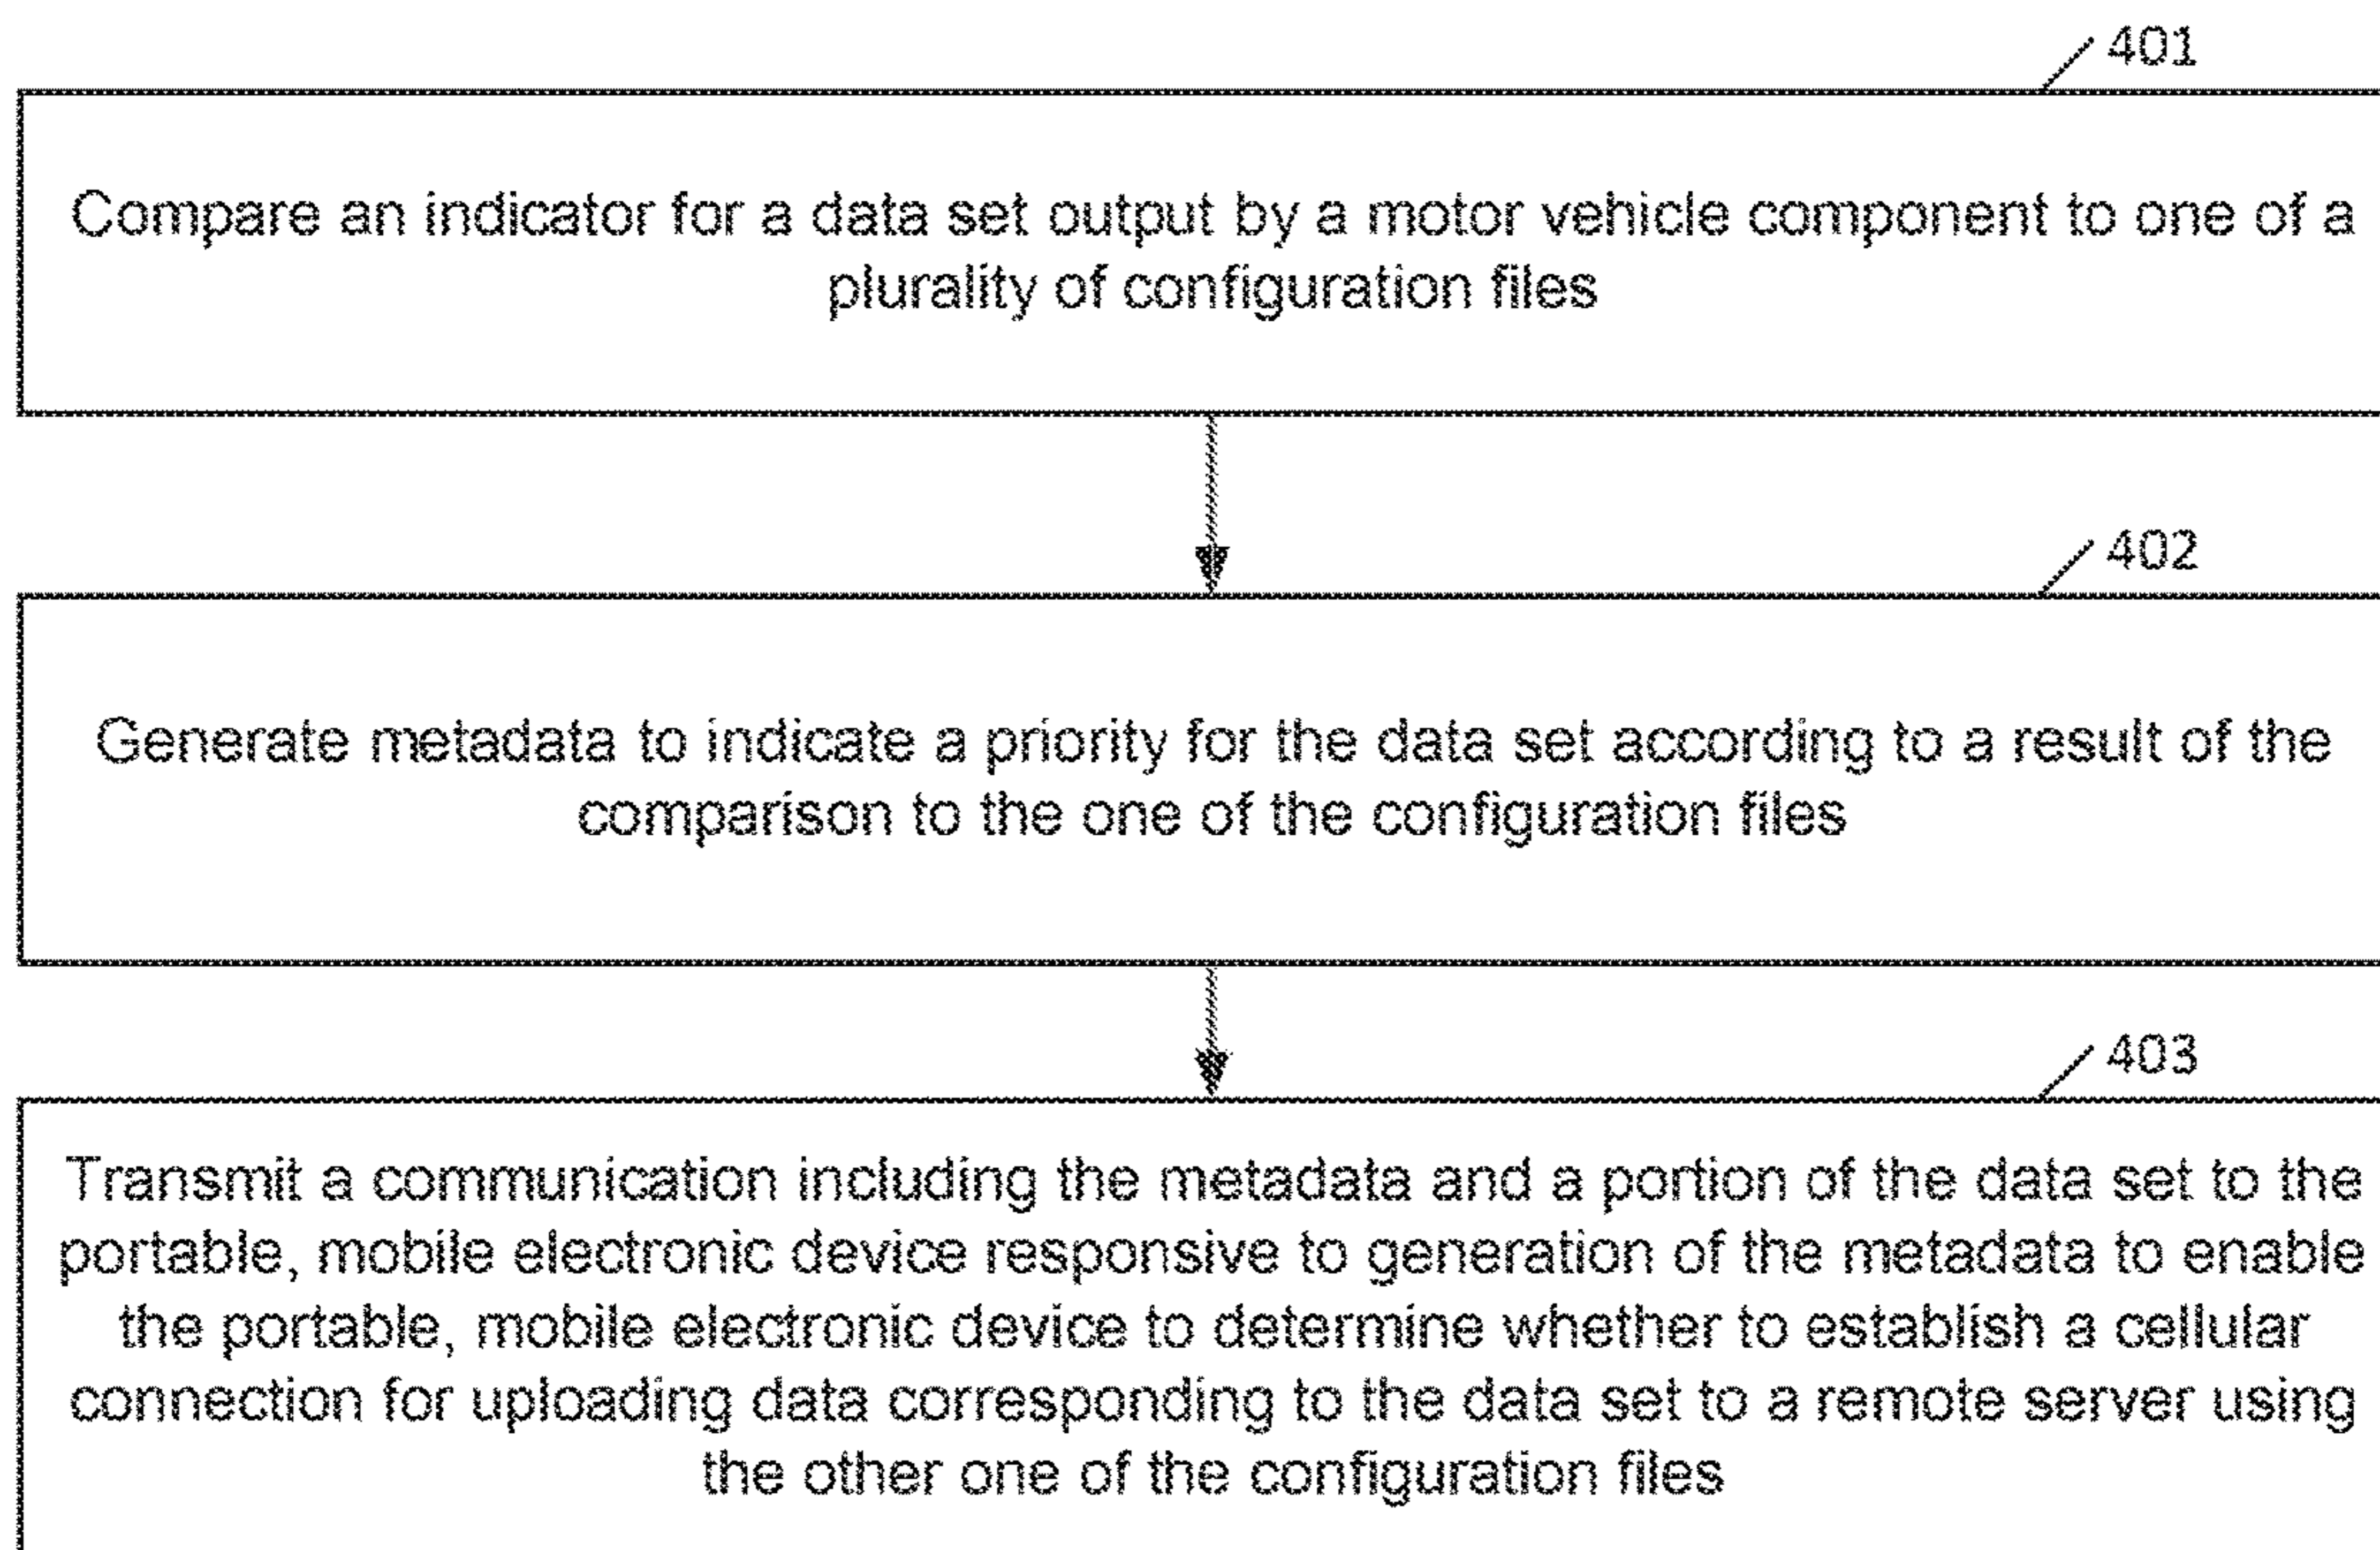 401
Compare an indicator for a data set output by a motor vehicle component to one of a
plurality of configuration files
402
Generate metadata to indicate a priority for the data set according to a result of the
comparison to the one of the configuration files
403
Transmit a communication including the metadata and a portion of the data set to the
portable, mobile electronic device responsive to generation of the metadata to enable
the portable, mobile electronic device to determine whether to establish a cellular
connection for uploading data corresponding to the data set to a remote server using
the other one of the configuration files